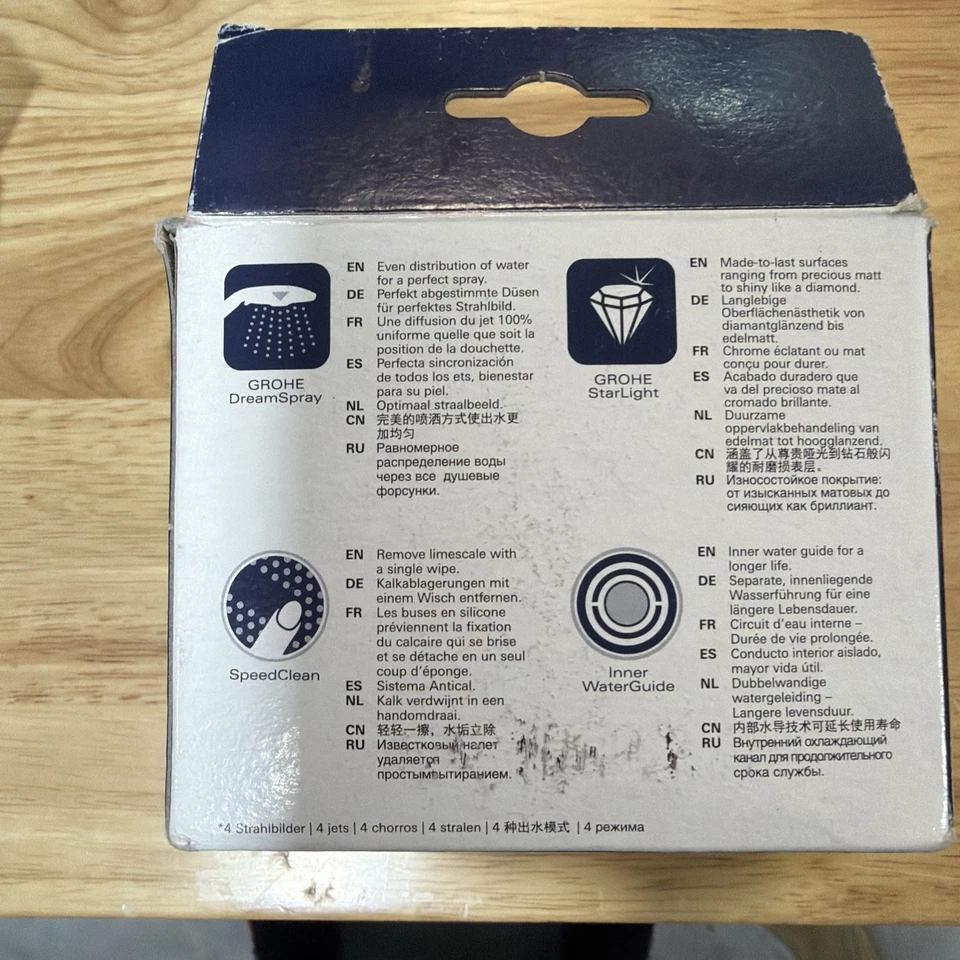 GROHE
DreamSpray
EN Even distribution of water
for a perfect spray.
DE Perfekt abgestimmte Düsen
für perfektes Strahlbild.
FR Une diffusion du jet 100%
uniforme quelle que soit la
position de la douchette.
ES Perfecta sincronización
de todos los ets, bienestar
para su piel.
NL Optimaal straalbeeld.
CN 完美的喷洒方式使出水更
加均匀
RU Равномерное
распределение воды
через все душевые
форсунки.
GROHE
StarLight
EN Made-to-last surfaces
ranging from precious matt
to shiny like a diamond.
DE Langlebige
Oberflächenästhetik von
diamantglänzend bis
edelmatt.
FR Chrome éclatant ou mat
conçu pour durer.
ES Acabado duradero que
va del precioso mate al
cromado brillante.
NL Duurzame
oppervlakbehandeling van
edelmat tot hoogglanzend.
CN 涵盖了从尊贵哑光到钻石般闪
耀的耐磨损表层。
RU Износостойкое покрытие:
от изысканных матовых до
сияющих как бриллиант.
SpeedClean
EN Remove limescale with
a single wipe.
DE Kalkablagerungen mit
einem Wisch entfernen.
FR Les buses en silicone
préviennent la fixation
du calcaire qui se brise
et se détache en un seul
coup d'éponge.
ES Sistema Antical.
NL Kalk verdwijnt in een
handomdraai.
CN 轻轻一擦，水垢立除
RU Известковый налет
удаляется
простым вытиранием.
Inner
WaterGuide
EN Inner water guide for a
longer life.
DE Separate, innenliegende
Wasserführung für eine
längere Lebensdauer.
FR Circuit d'eau interne –
Durée de vie prolongée.
ES Conducto interior aislado,
mayor vida útil.
NL Dubbelwandige
watergeleiding –
Langere levensduur.
CN 内部水导技术可延长使用寿命
RU Внутренний охлаждающий
канал для продолжительного
срока службы.
*4 Strahlbilder | 4 jets | 4 chorros | 4 stralen | 4 种出水模式 | 4 режима